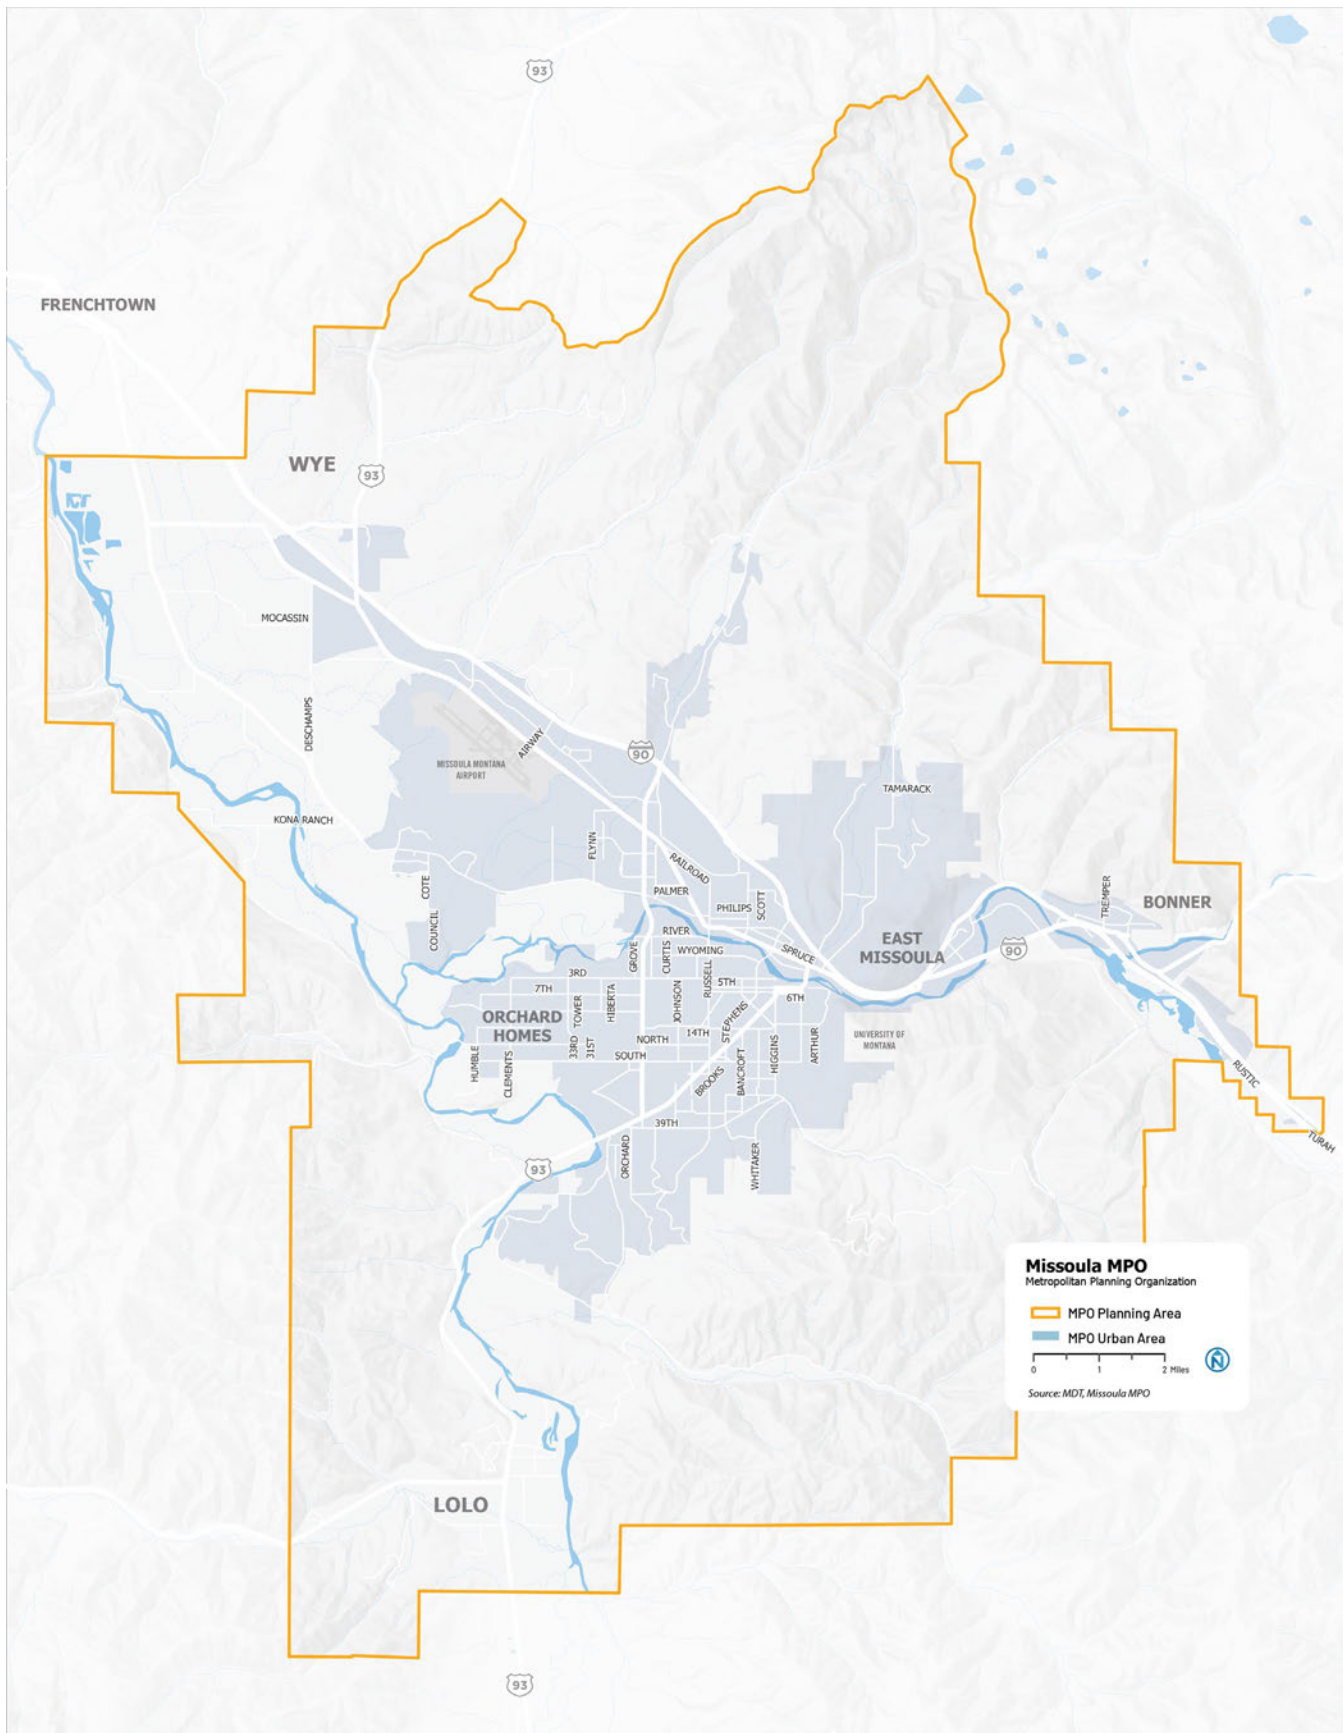 93
FRENCHTOWN
WYE
93
MOCASSIN
DESCHAMPS
AIRWAY
90
MISSOULA MONTANA
AIRPORT
TAMARACK
KONA RANCH
FLYNN
RAILROAD
COTE
PALMER
SCOTT
TREMPER
BONNER
PHILIPS
COUNCIL
RIVER
EAST
MISSOULA
GROVE
CURTIS
WYOMING
SPRUCE
90
3RD
RUSSELL
5TH
7TH
6TH
TOWER
HIBERTA
JOHNSON
STEPHENS
ORCHARD
HOMES
14TH
ARTHUR
UNIVERSITY OF
MONTANA
NORTH
33RD
31ST
SOUTH
HUMBLE
CLEMENTS
BROOKS
BANCROFT
HIGGINS
RUSTIC
39TH
TURAH
ORCHARD
WHITAKER
93
Missoula MPO
Metropolitan Planning Organization
MPO Planning Area
MPO Urban Area
0 1 2 Miles
N
Source: MDT, Missoula MPO
LOLO
93